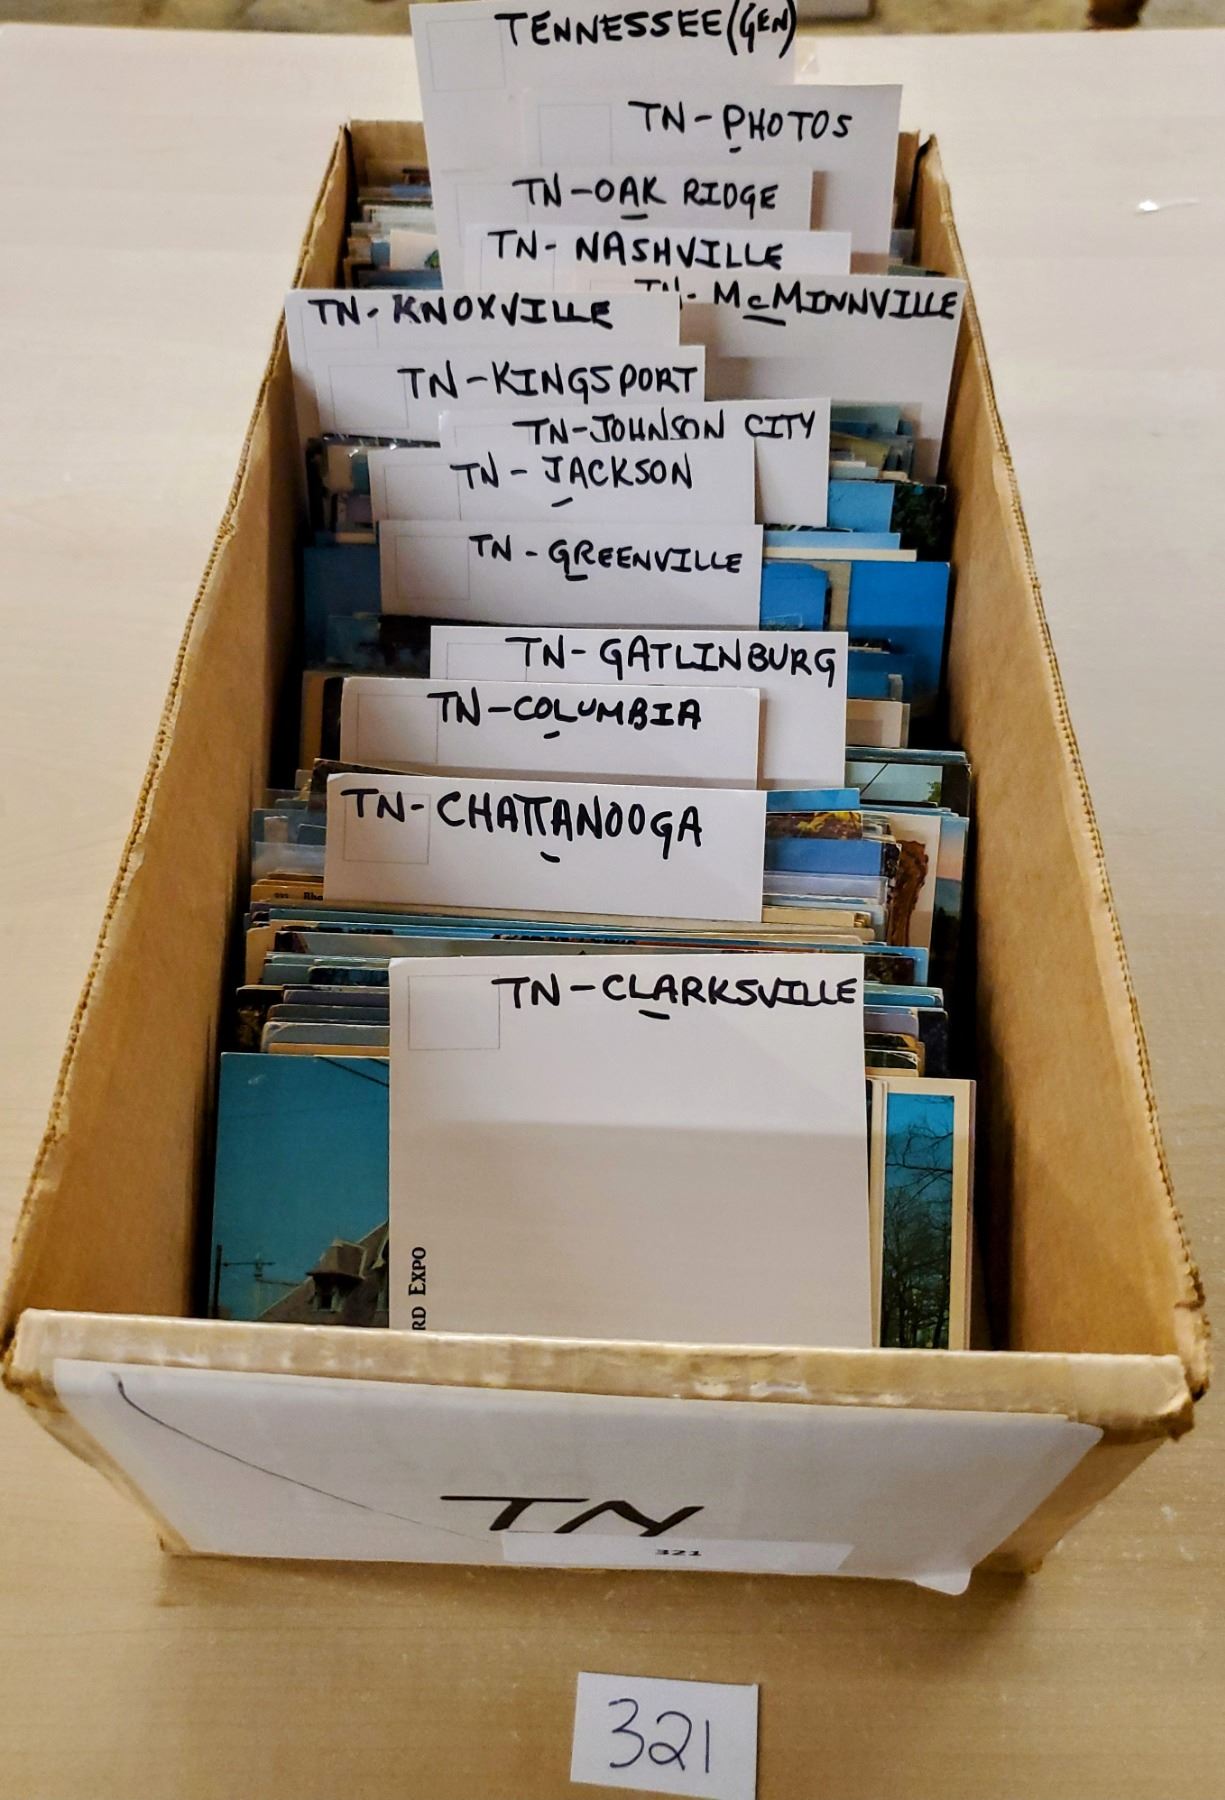 TENNESSEE (GEN)
TN-PHOTOS
TN-OAK RIDGE
TN- NASHVILLE
TN- McMINNVILLE
TN- KNOXVILLE
TN-KINGSPORT
TN-JOHNSON CITY
TN- JACKSON
TN - GREENVILLE
TN- GATLINBURG
TN-COLUMBIA
TN-CHATTANOOGA
TN-CLARKSVILLE
RD EXPO
TN
321
321